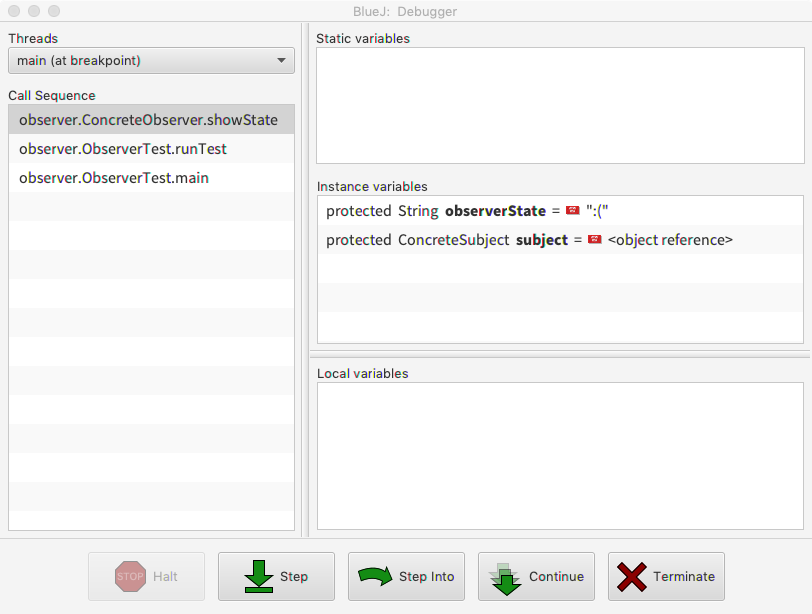 BlueJ: Debugger
Threads
main (at breakpoint)
Call Sequence
observer.ConcreteObserver.showState
observer.ObserverTest.runTest
observer.ObserverTest.main
Static variables
Instance variables
protected String observerState = ":("
protected ConcreteSubject subject = <object reference>
Local variables
STOP Halt
Step
Step Into
Continue
Terminate